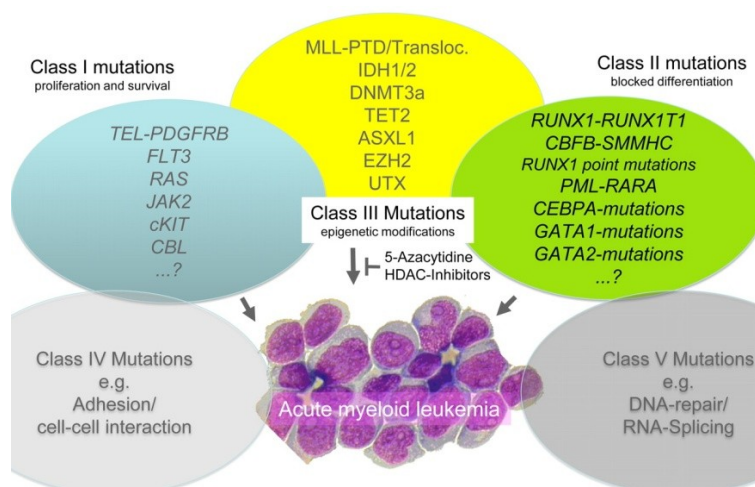 Class I mutations
proliferation and survival
TEL-PDGFRB
FLT3
RAS
JAK2
cKIT
CBL
...?
MLL-PTD/Transloc.
IDH1/2
DNMT3a
TET2
ASXL1
EZH2
UTX
Class III Mutations
epigenetic modifications
5-Azacytidine
HDAC-Inhibitors
Class II mutations
blocked differentiation
RUNX1-RUNX1T1
CBFB-SMMHC
RUNX1 point mutations
PML-RARA
CEBPA-mutations
GATA1-mutations
GATA2-mutations
...?
Class IV Mutations
e.g.
Adhesion/
cell-cell interaction
Acute myeloid leukemia
Class V Mutations
e.g.
DNA-repair/
RNA-Splicing